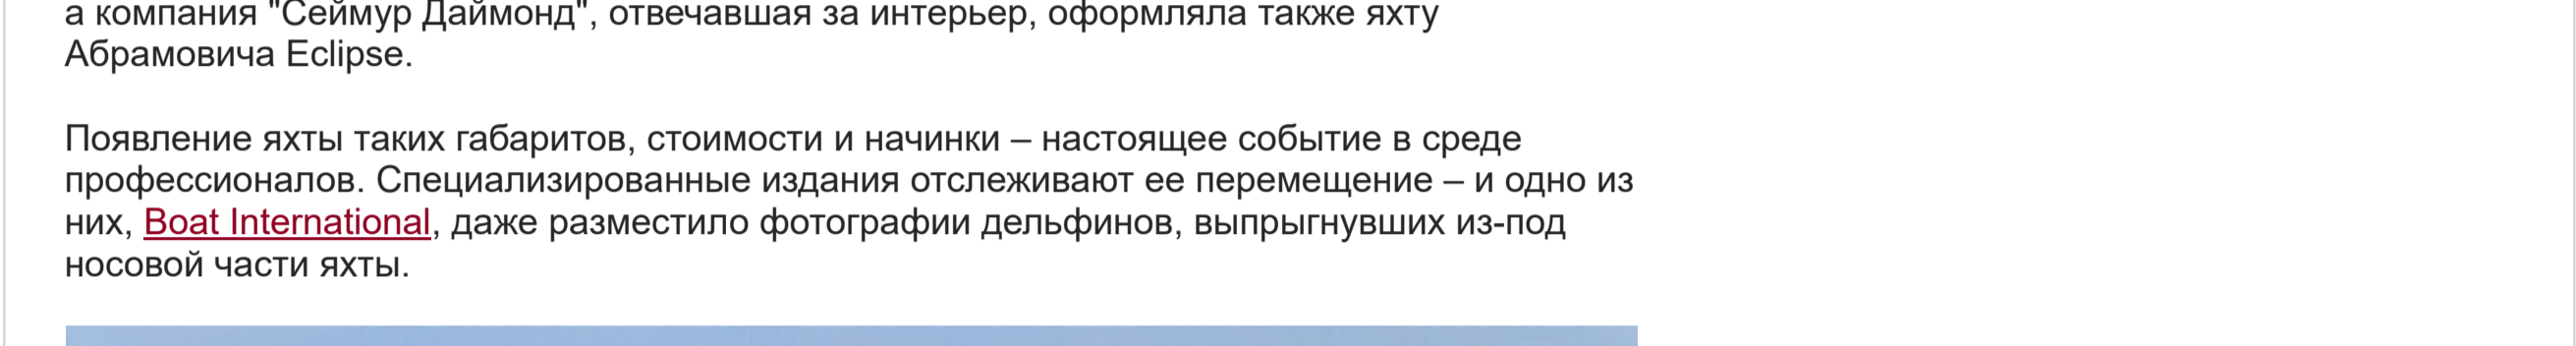 а компания "Сеймур Даймонд", отвечавшая за интерьер, оформляла также яхту
Абрамовича Eclipse.
Появление яхты таких габаритов, стоимости и начинки – настоящее событие в среде
профессионалов. Специализированные издания отслеживают ее перемещение – и одно из
них, Boat International, даже разместило фотографии дельфинов, выпрыгнувших из-под
носовой части яхты.